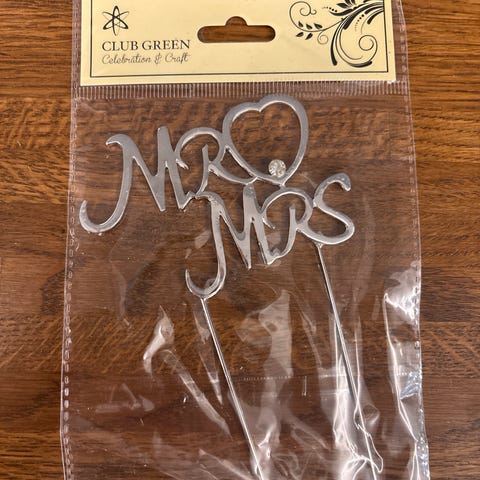 CLUB GREEN
Celebration & Craft
MR
MRS